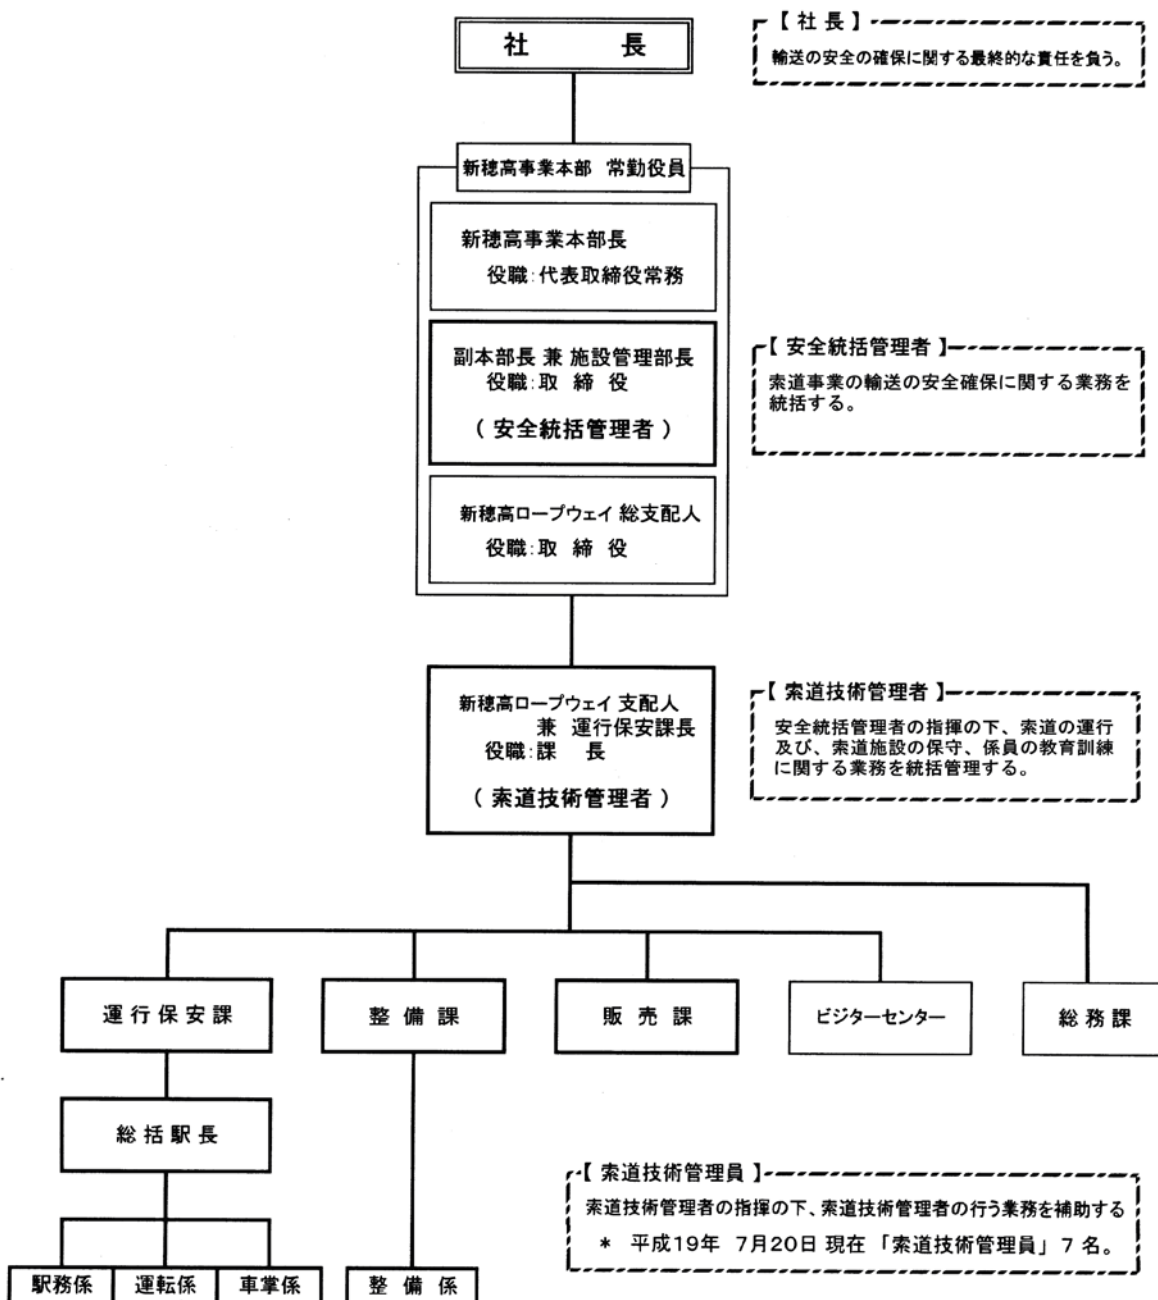 社 長
【 社 長 】
輸送の安全の確保に関する最終的な責任を負う。
新穂高事業本部 常勤役員
新穂高事業本部長
役職:代表取締役常務
副本部長 兼 施設管理部長
役職:取 締 役
( 安全統括管理者 )
【 安全統括管理者 】
索道事業の輸送の安全確保に関する業務を
統括する。
新穂高ロープウェイ 総支配人
役職:取 締 役
新穂高ロープウェイ 支配人
兼 運行保安課長
役職:課 長
( 索道技術管理者 )
【 索道技術管理者 】
安全統括管理者の指揮の下、索道の運行
及び、索道施設の保守、係員の教育訓練
に関する業務を統括管理する。
運行保安課
整備課
販売課
ビジターセンター
総務課
総括駅長
駅務係
運転係
車掌係
整備係
【 索道技術管理員 】
索道技術管理者の指揮の下、索道技術管理者の行う業務を補助する
* 平成19年 7月20日 現在 「索道技術管理員」 7 名。